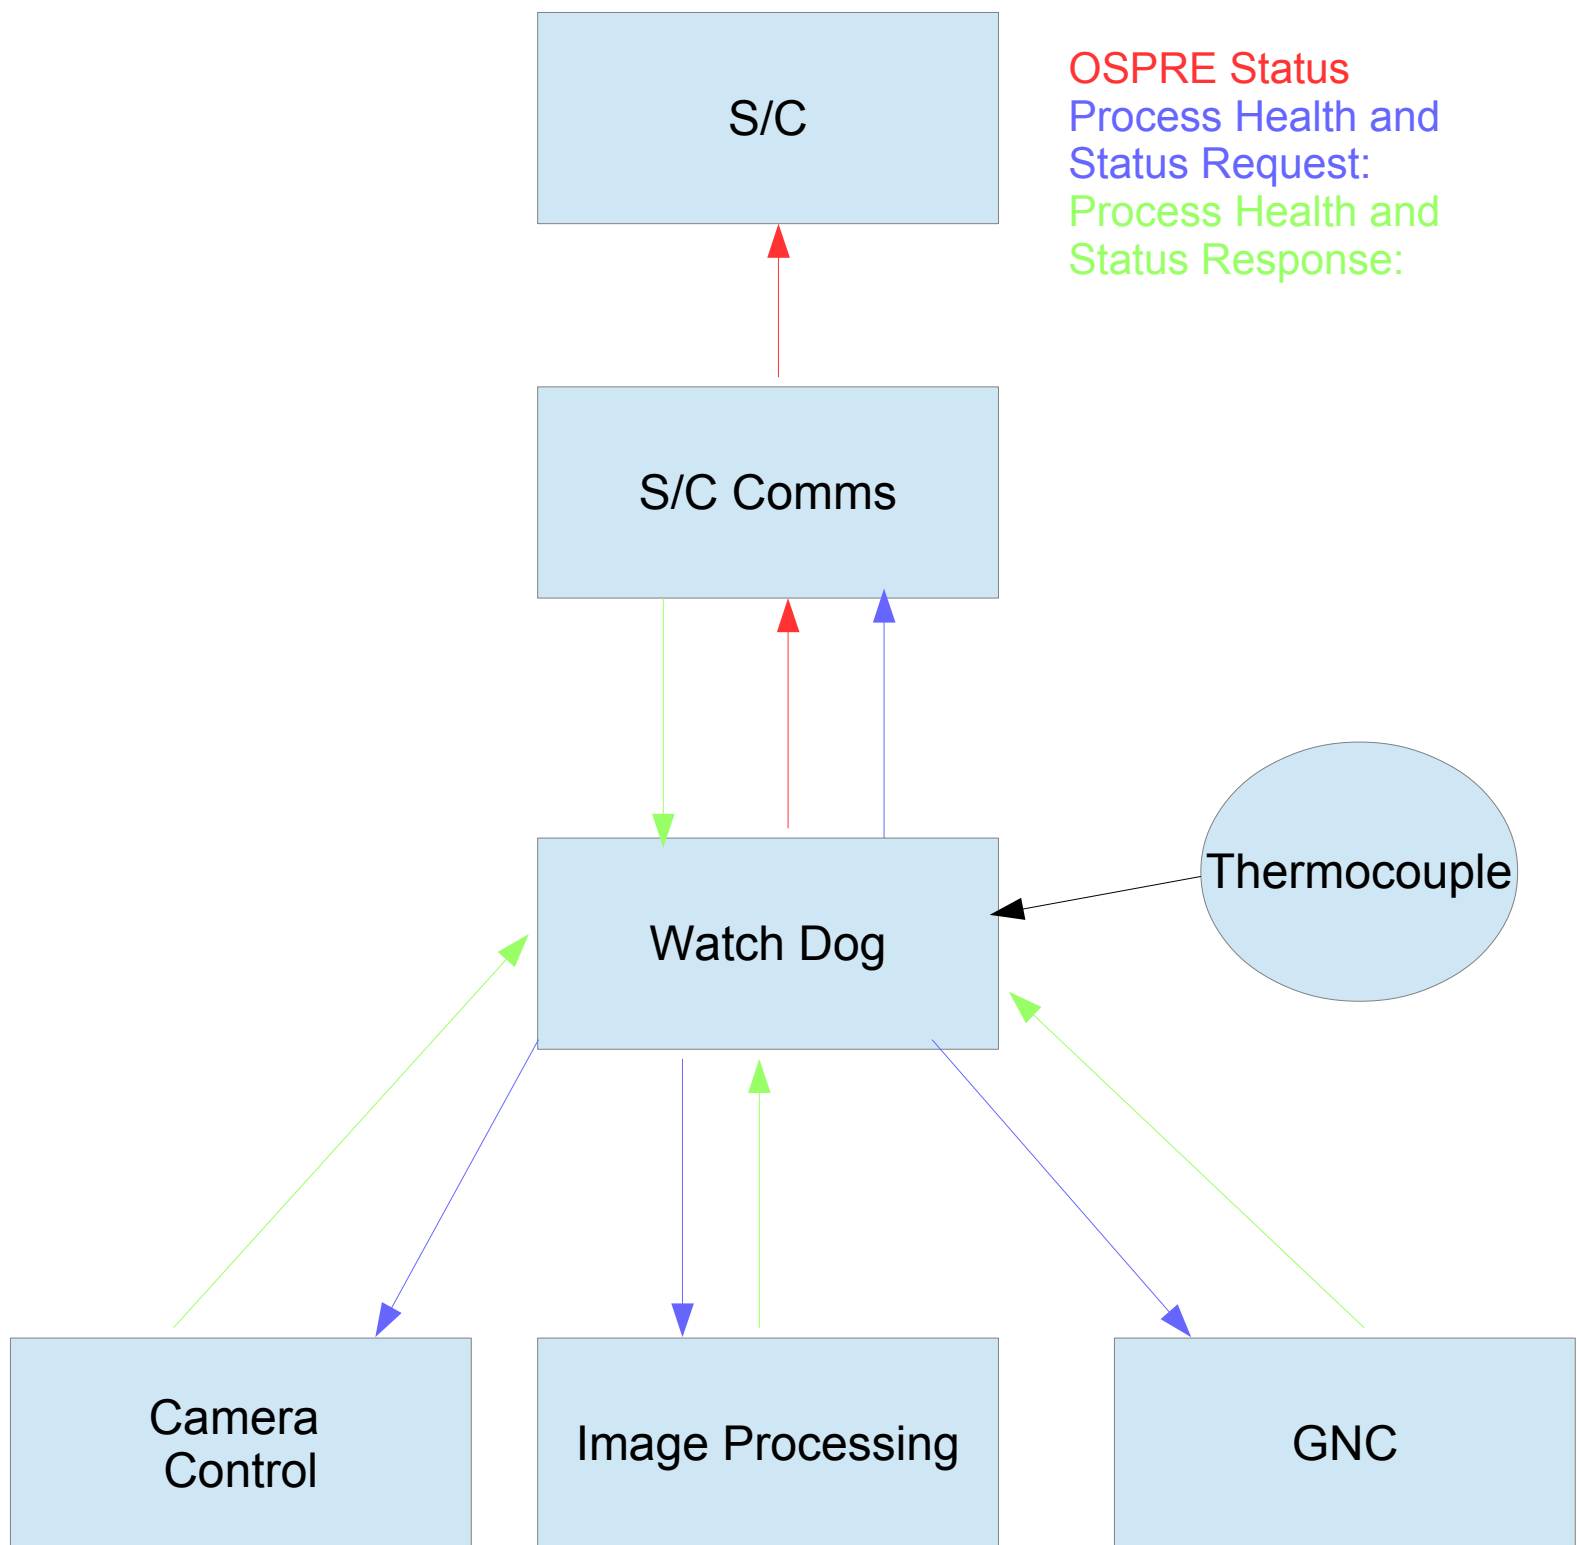 S/C
OSPRE Status
Process Health and
Status Request:
Process Health and
Status Response:
S/C Comms
Thermocouple
Watch Dog
Camera
Control
Image Processing
GNC